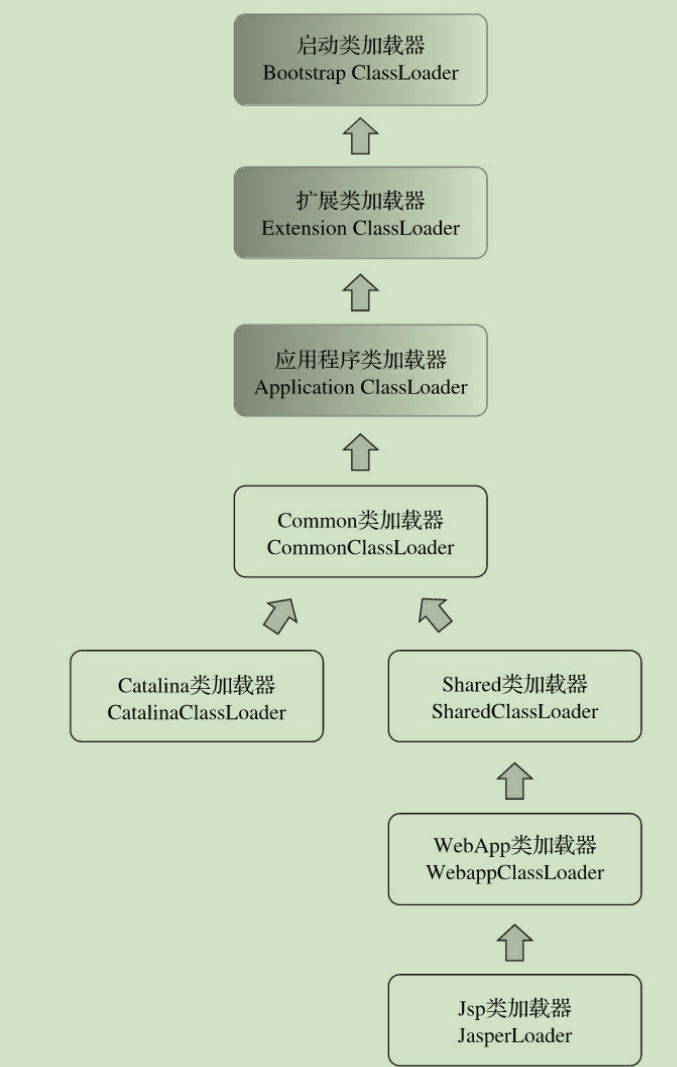 启动类加载器
Bootstrap ClassLoader
扩展类加载器
Extension ClassLoader
应用程序类加载器
Application ClassLoader
Common类加载器
CommonClassLoader
Catalina类加载器
CatalinaClassLoader
Shared类加载器
SharedClassLoader
WebApp类加载器
WebappClassLoader
Jsp类加载器
JasperLoader